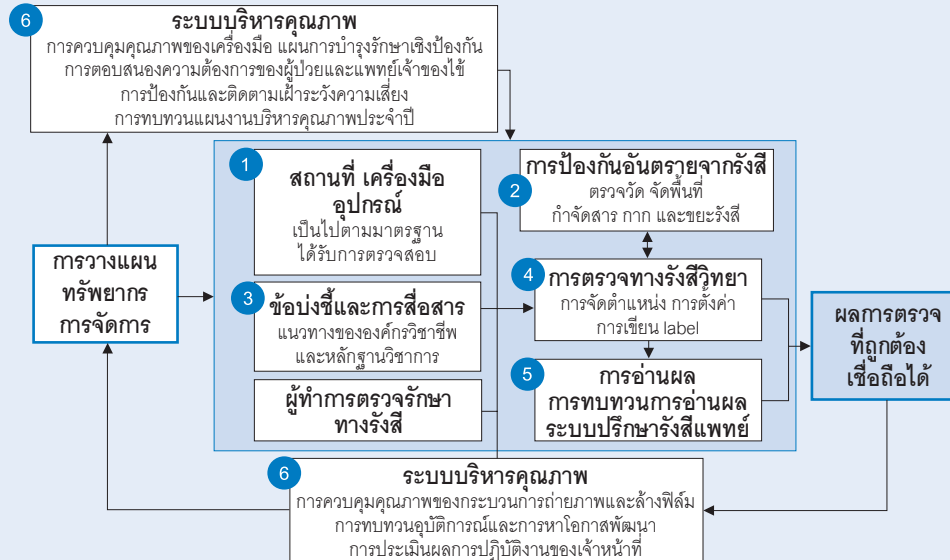 6
ระบบบริหารคุณภาพ
การควบคุมคุณภาพของเครื่องมือ แผนการบำรุงรักษาเชิงป้องกัน
การตอบสนองความต้องการของผู้ป่วยและแพทย์เจ้าของไข้
การป้องกันและติดตามเฝ้าระวังความเสี่ยง
การทบทวนแผนงานบริหารคุณภาพประจำปี
การวางแผน
ทรัพยากร
การจัดการ
1
สถานที่ เครื่องมือ
อุปกรณ์
เป็นไปตามมาตรฐาน
ได้รับการตรวจสอบ
2
การป้องกันอันตรายจากรังสี
ตรวจวัด จัดพื้นที่
กำจัดสาร กาก และขยะรังสี
3
ข้อบ่งชี้และการสื่อสาร
แนวทางขององค์กรวิชาชีพ
และหลักฐานวิชาการ
4
การตรวจทางรังสีวิทยา
การจัดตำแหน่ง การตั้งค่า
การเขียน label
ผู้ทำการตรวจรักษา
ทางรังสี
5
การอ่านผล
การทบทวนการอ่านผล
ระบบปรึกษารังสีแพทย์
ผลการตรวจ
ที่ถูกต้อง
เชื่อถือได้
6
ระบบบริหารคุณภาพ
การควบคุมคุณภาพของกระบวนการถ่ายภาพและล้างฟิล์ม
การทบทวนอุบัติการณ์และการหาโอกาสพัฒนา
การประเมินผลการปฏิบัติงานของเจ้าหน้าที่